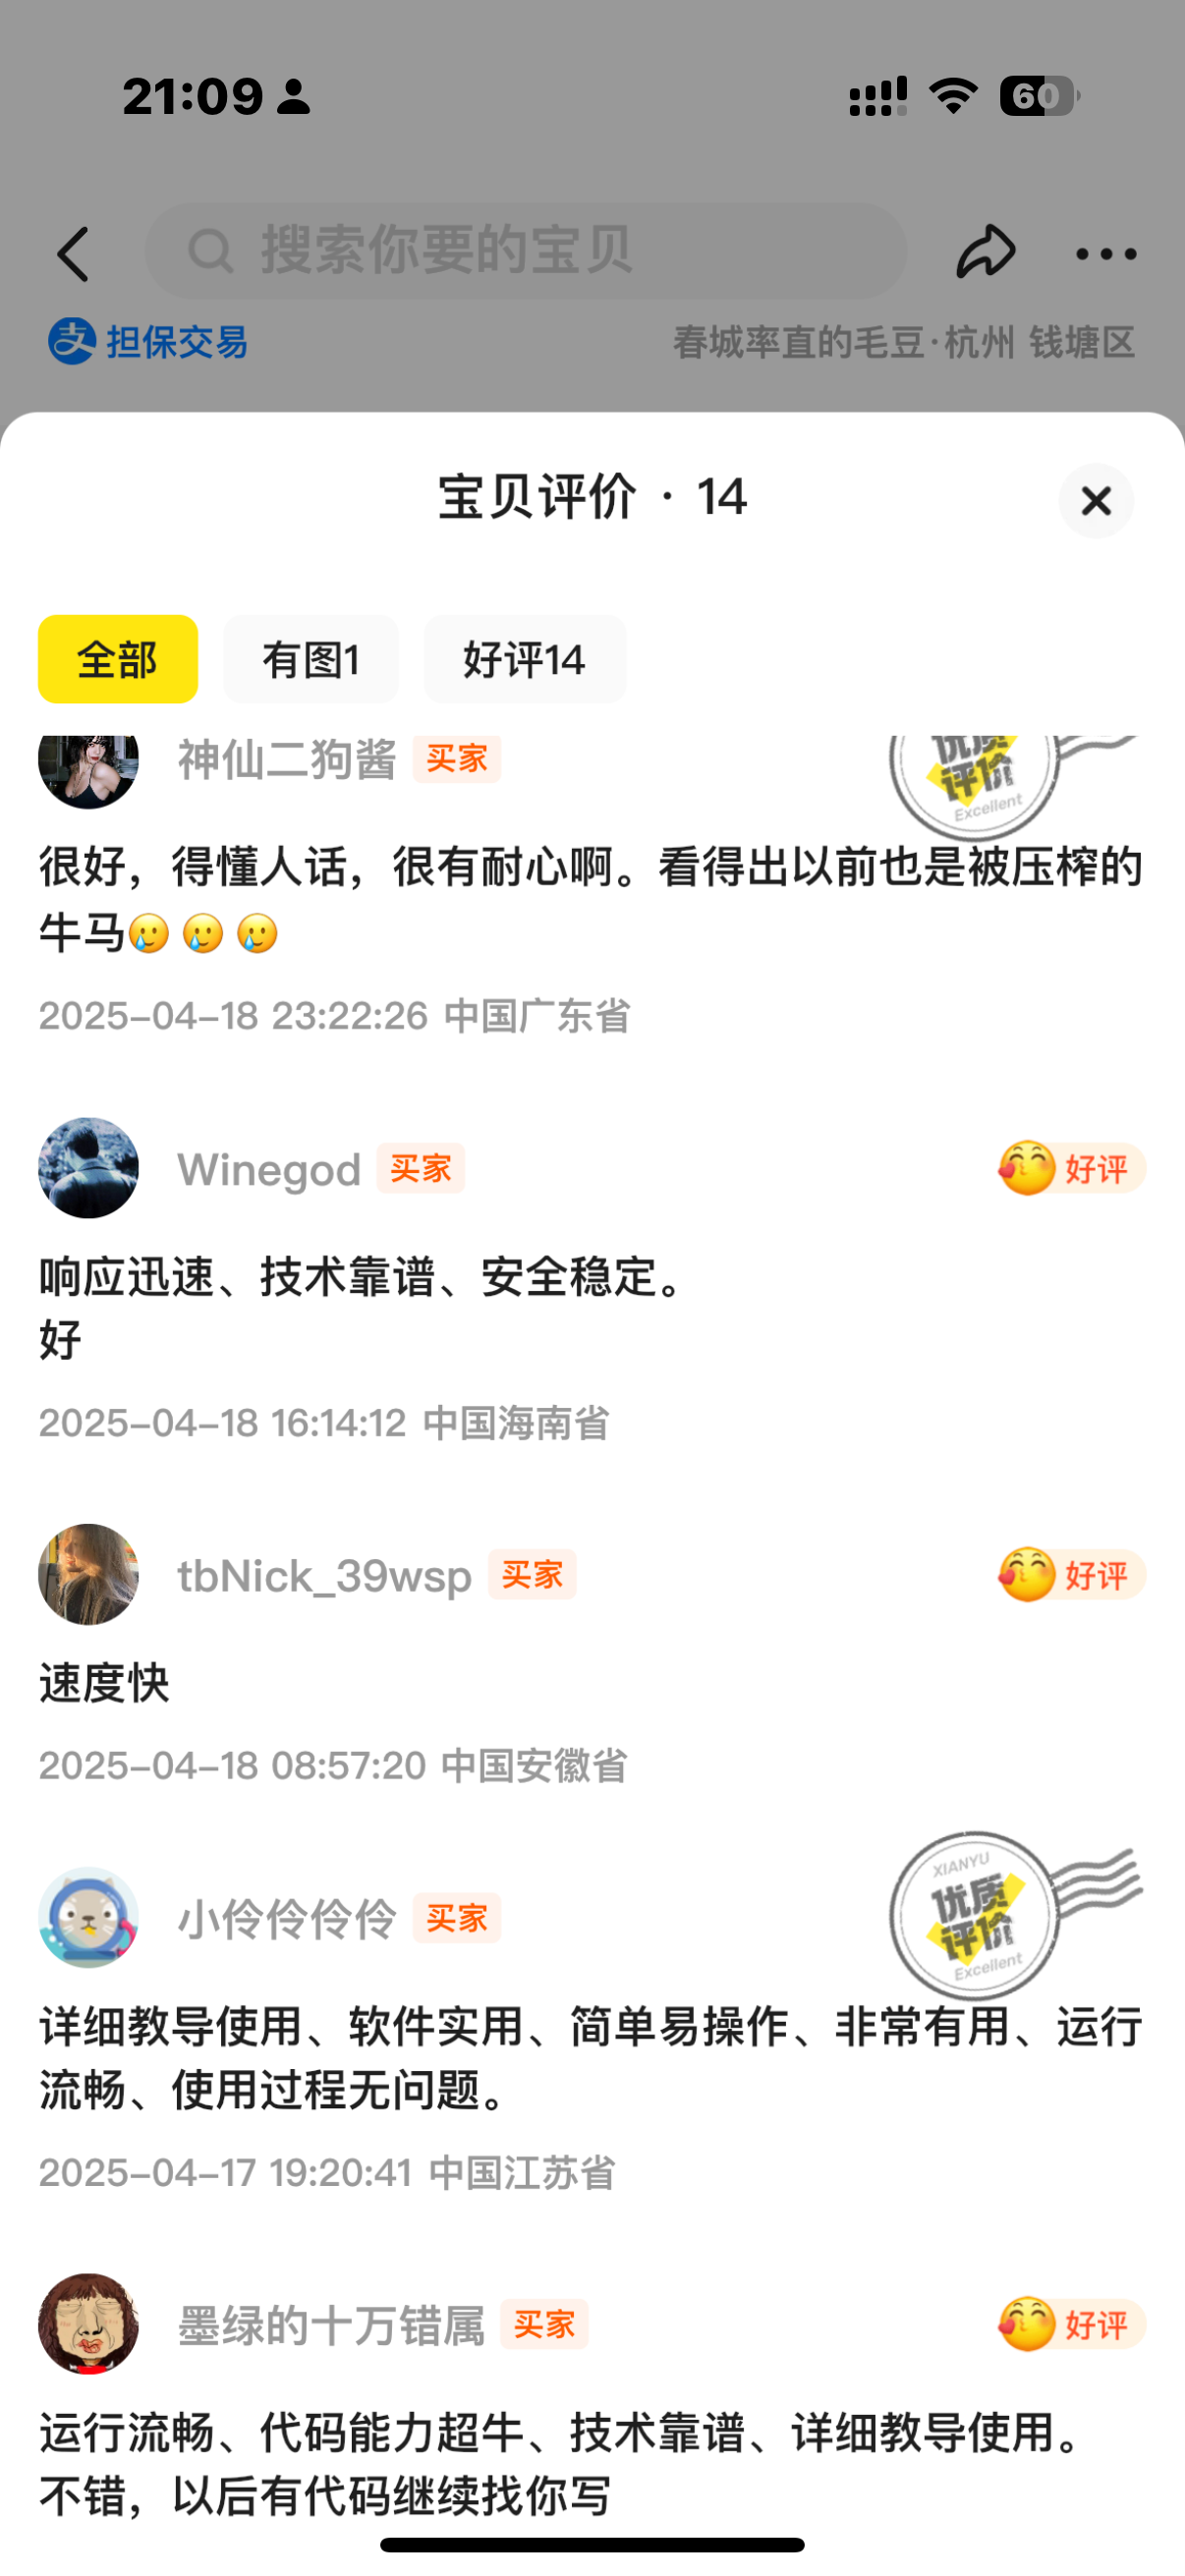 21:09
60
搜索你要的宝贝
担保交易
春城率直的毛豆·杭州 钱塘区
宝贝评价 · 14
全部
有图1
好评14
神仙二狗酱 买家
优质
评价
Excellent
很好，得懂人话，很有耐心啊。看得出以前也是被压榨的
牛马🥲🥲🥲
2025-04-18 23:22:26 中国广东省
Winegod 买家
好评
响应迅速、技术靠谱、安全稳定。
好
2025-04-18 16:14:12 中国海南省
tbNick_39wsp 买家
好评
速度快
2025-04-18 08:57:20 中国安徽省
小伶伶伶伶 买家
XIANYU
优质
评价
Excellent
详细教导使用、软件实用、简单易操作、非常有用、运行
流畅、使用过程无问题。
2025-04-17 19:20:41 中国江苏省
墨绿的十万错属 买家
好评
运行流畅、代码能力超牛、技术靠谱、详细教导使用。
不错，以后有代码继续找你写